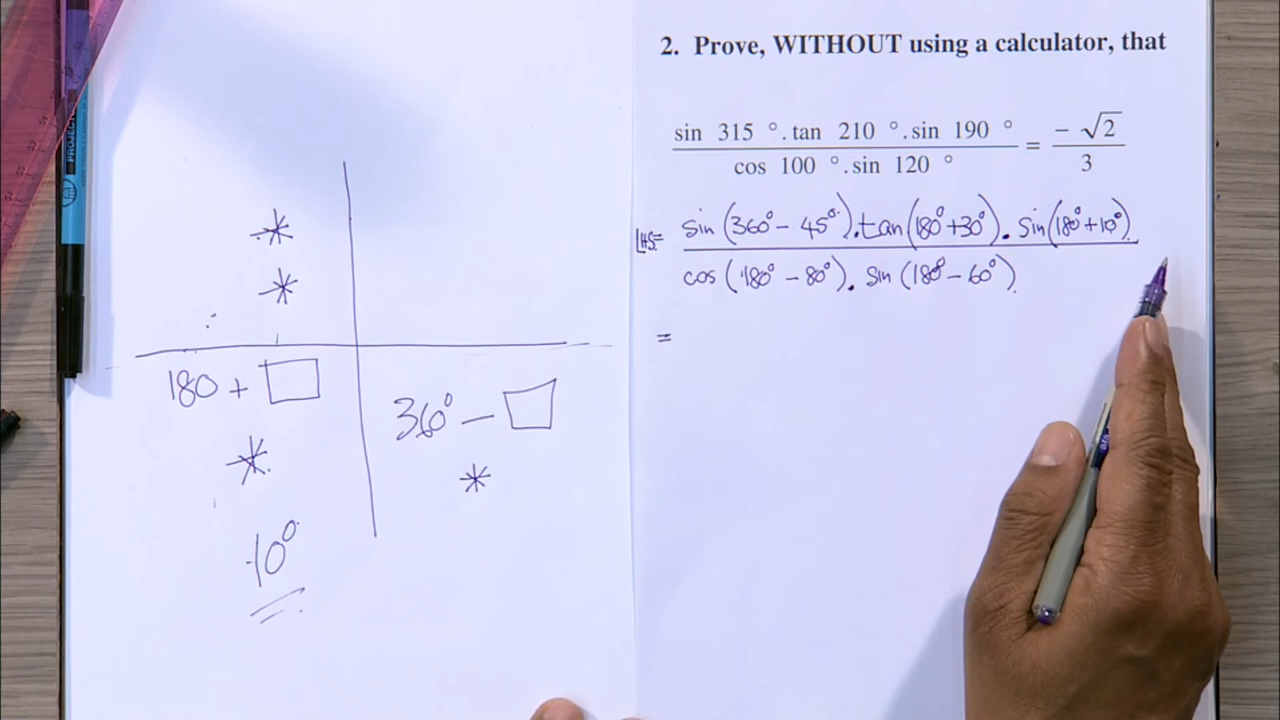 PROJECT
2. Prove, WITHOUT using a calculator, that
sin 315 °. tan 210 °.sin 190 ° / cos 100 °.sin 120 ° = − √2 / 3
LHS= sin (360° − 45°).tan(180°+30°). Sin(180°+10°) / cos (180° − 80°). sin (180° − 60°)
=
180 + □
360° − □
10°